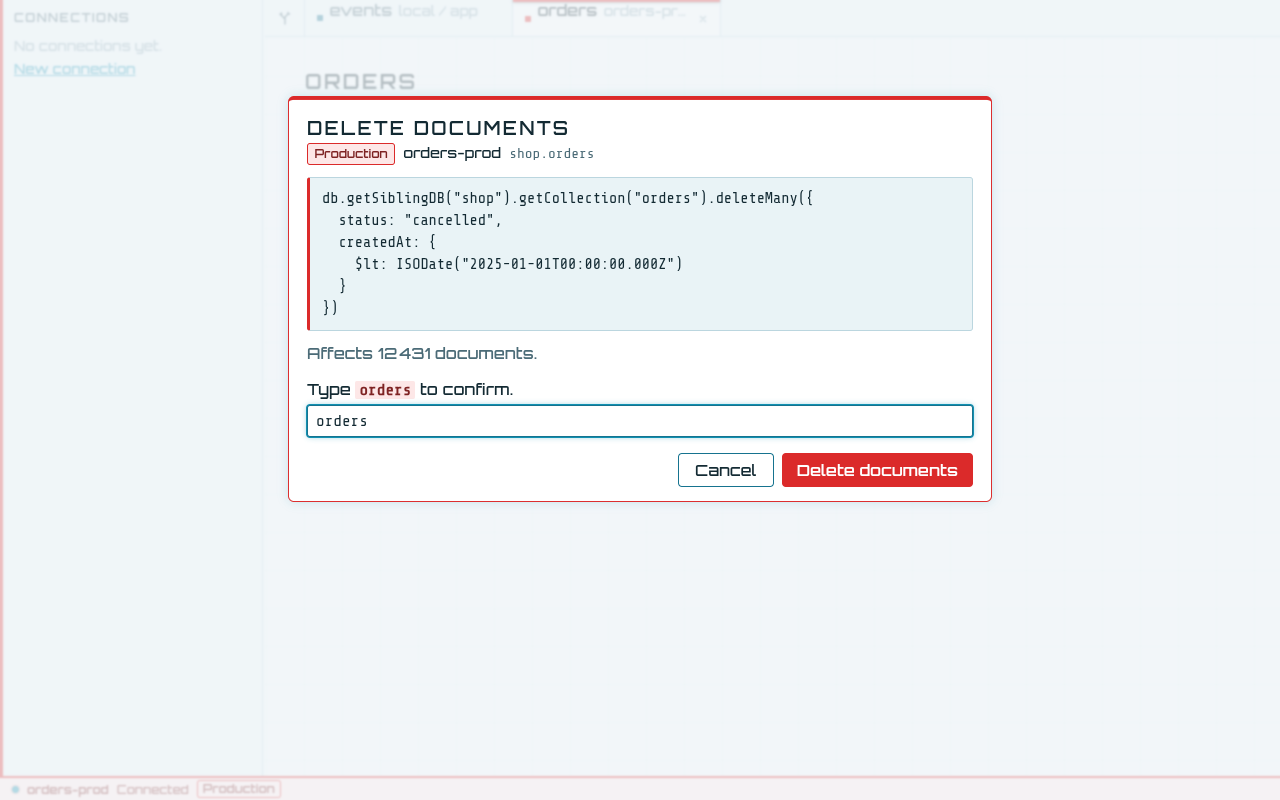 CONNECTIONS
No connections yet.
New connection
events local / app
orders orders-pr... ×
ORDERS
DELETE DOCUMENTS
Production orders-prod shop.orders
db.getSiblingDB("shop").getCollection("orders").deleteMany({
  status: "cancelled",
  createdAt: {
    $lt: ISODate("2025-01-01T00:00:00.000Z")
  }
})
Affects 12431 documents.
Type orders to confirm.
orders
Cancel Delete documents
orders-prod Connected Production